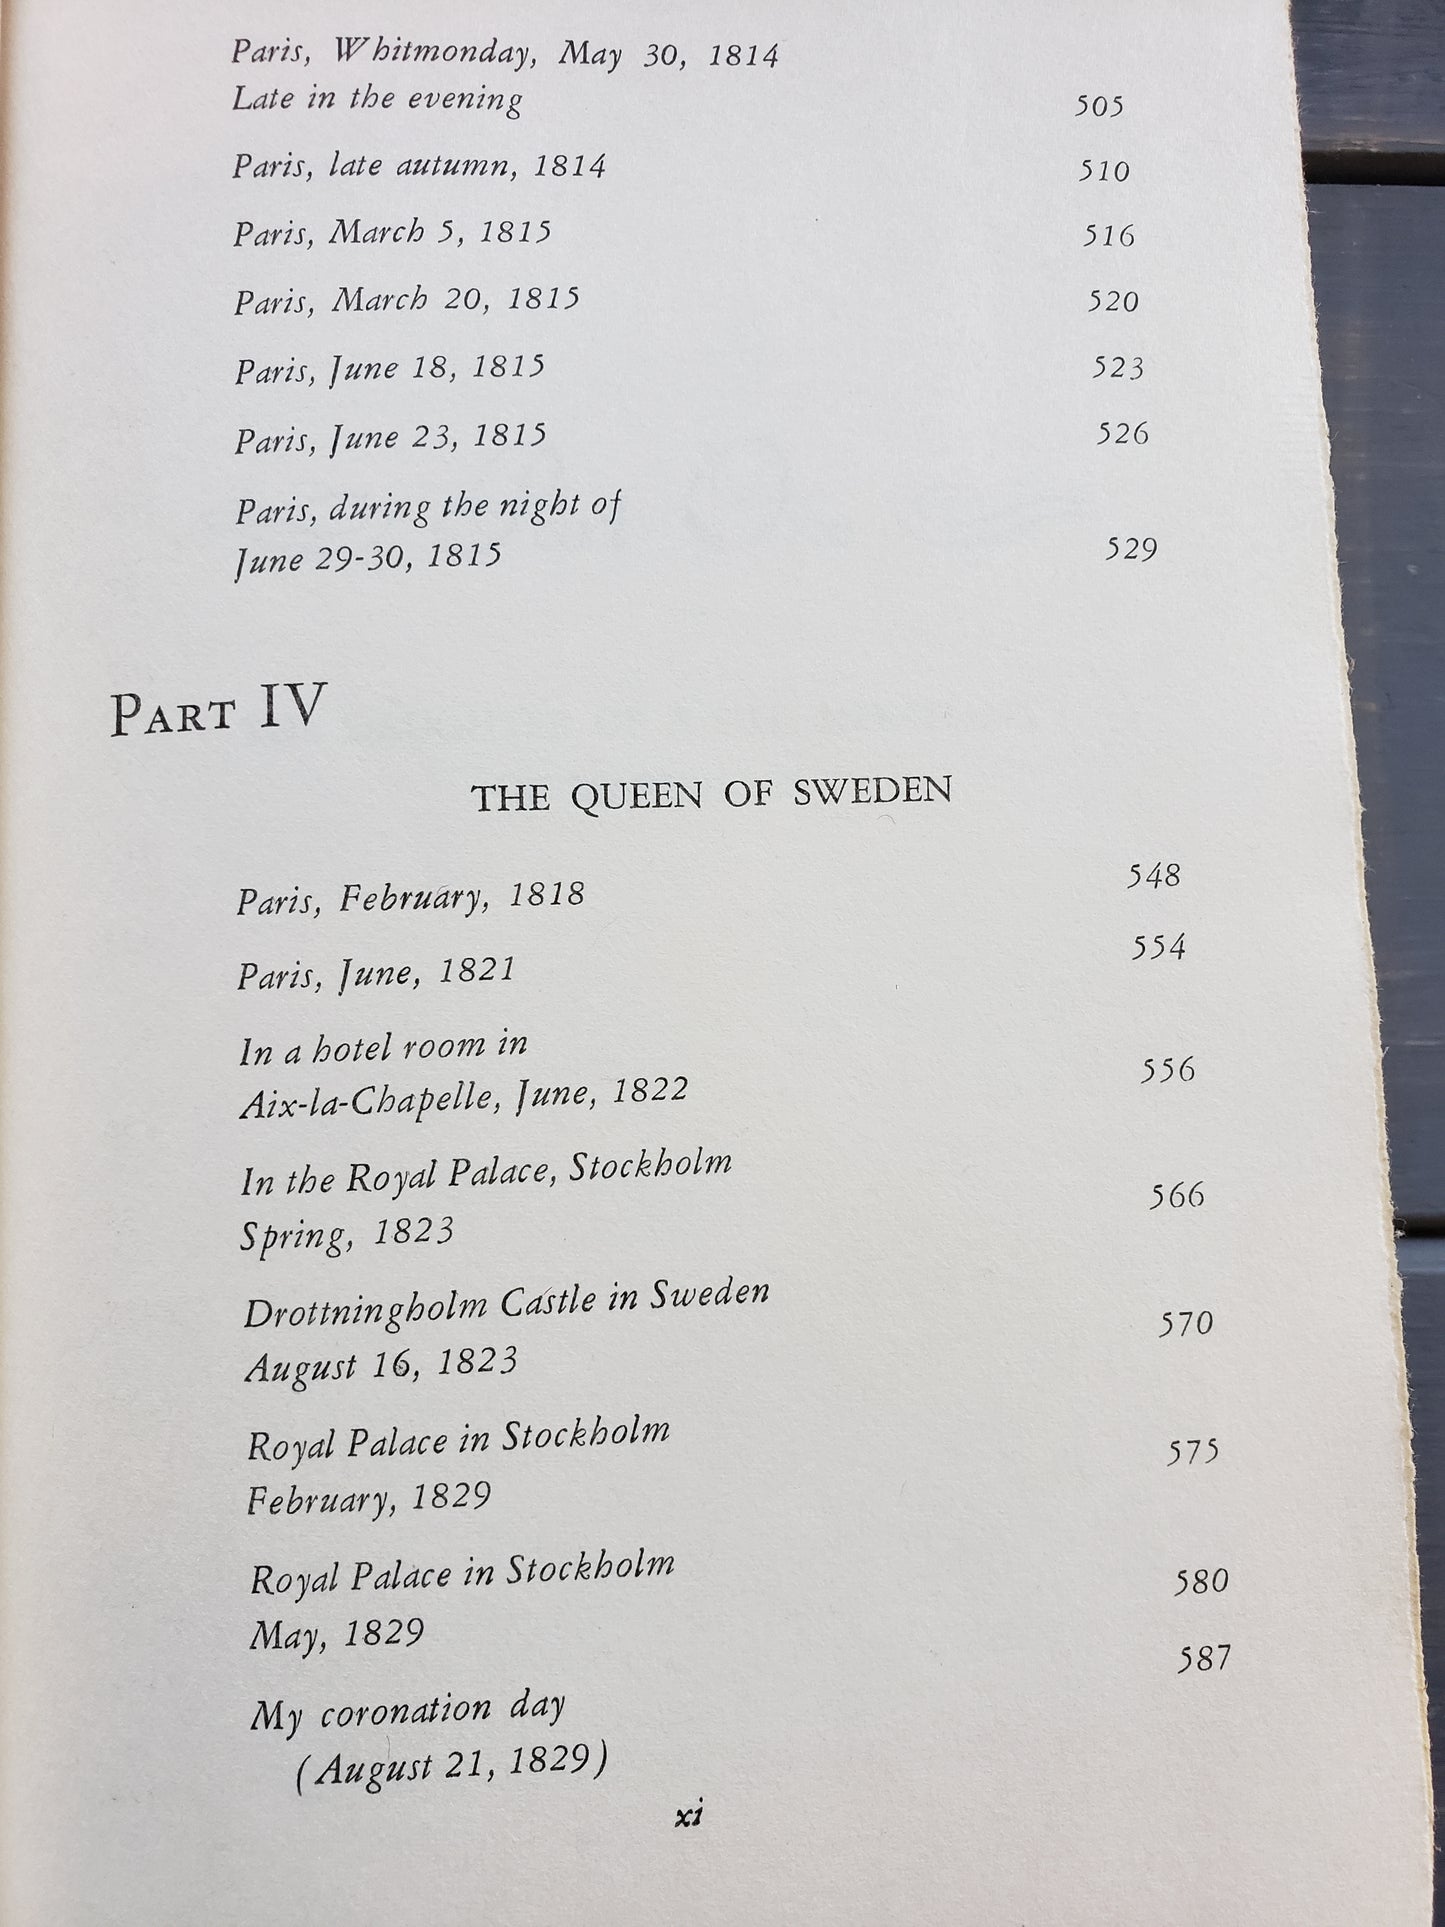 Paris, Whitmonday, May 30, 1814
Late in the evening 505
Paris, late autumn, 1814 510
Paris, March 5, 1815 516
Paris, March 20, 1815 520
Paris, June 18, 1815 523
Paris, June 23, 1815 526
Paris, during the night of
June 29-30, 1815 529
PART IV
THE QUEEN OF SWEDEN
Paris, February, 1818 548
Paris, June, 1821 554
In a hotel room in
Aix-la-Chapelle, June, 1822 556
In the Royal Palace, Stockholm
Spring, 1823 566
Drottningholm Castle in Sweden
August 16, 1823 570
Royal Palace in Stockholm
February, 1829 575
Royal Palace in Stockholm
May, 1829 580
My coronation day 587
(August 21, 1829)
xi